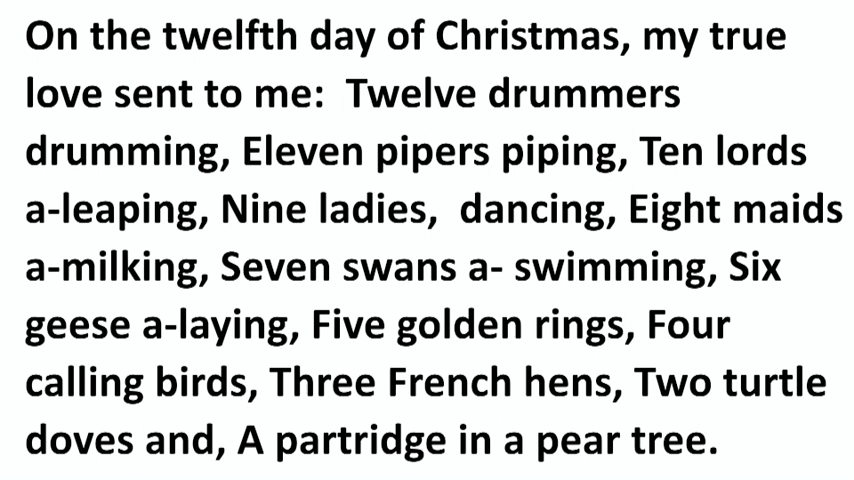 On the twelfth day of Christmas, my true
love sent to me:  Twelve drummers
drumming, Eleven pipers piping, Ten lords
a-leaping, Nine ladies,  dancing, Eight maids
a-milking, Seven swans a- swimming, Six
geese a-laying, Five golden rings, Four
calling birds, Three French hens, Two turtle
doves and, A partridge in a pear tree.